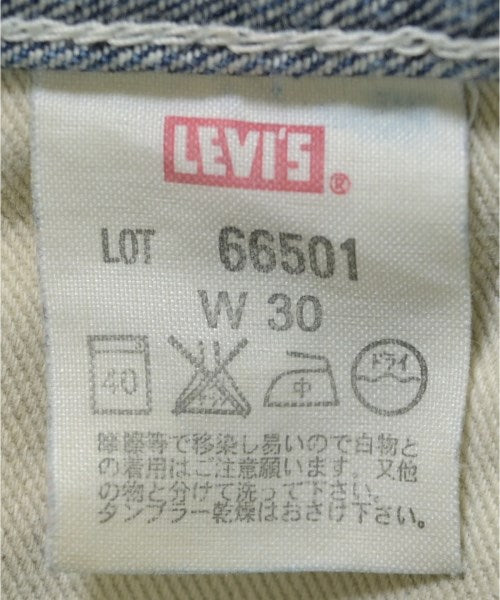 LEVI'S ®
LOT 66501
W 30
40 中 ドライ
摩擦等で移染し易いので白物と
の着用はご注意願います。又他
の物と分けて洗って下さい。
タンブラー乾燥はおさけ下さい。